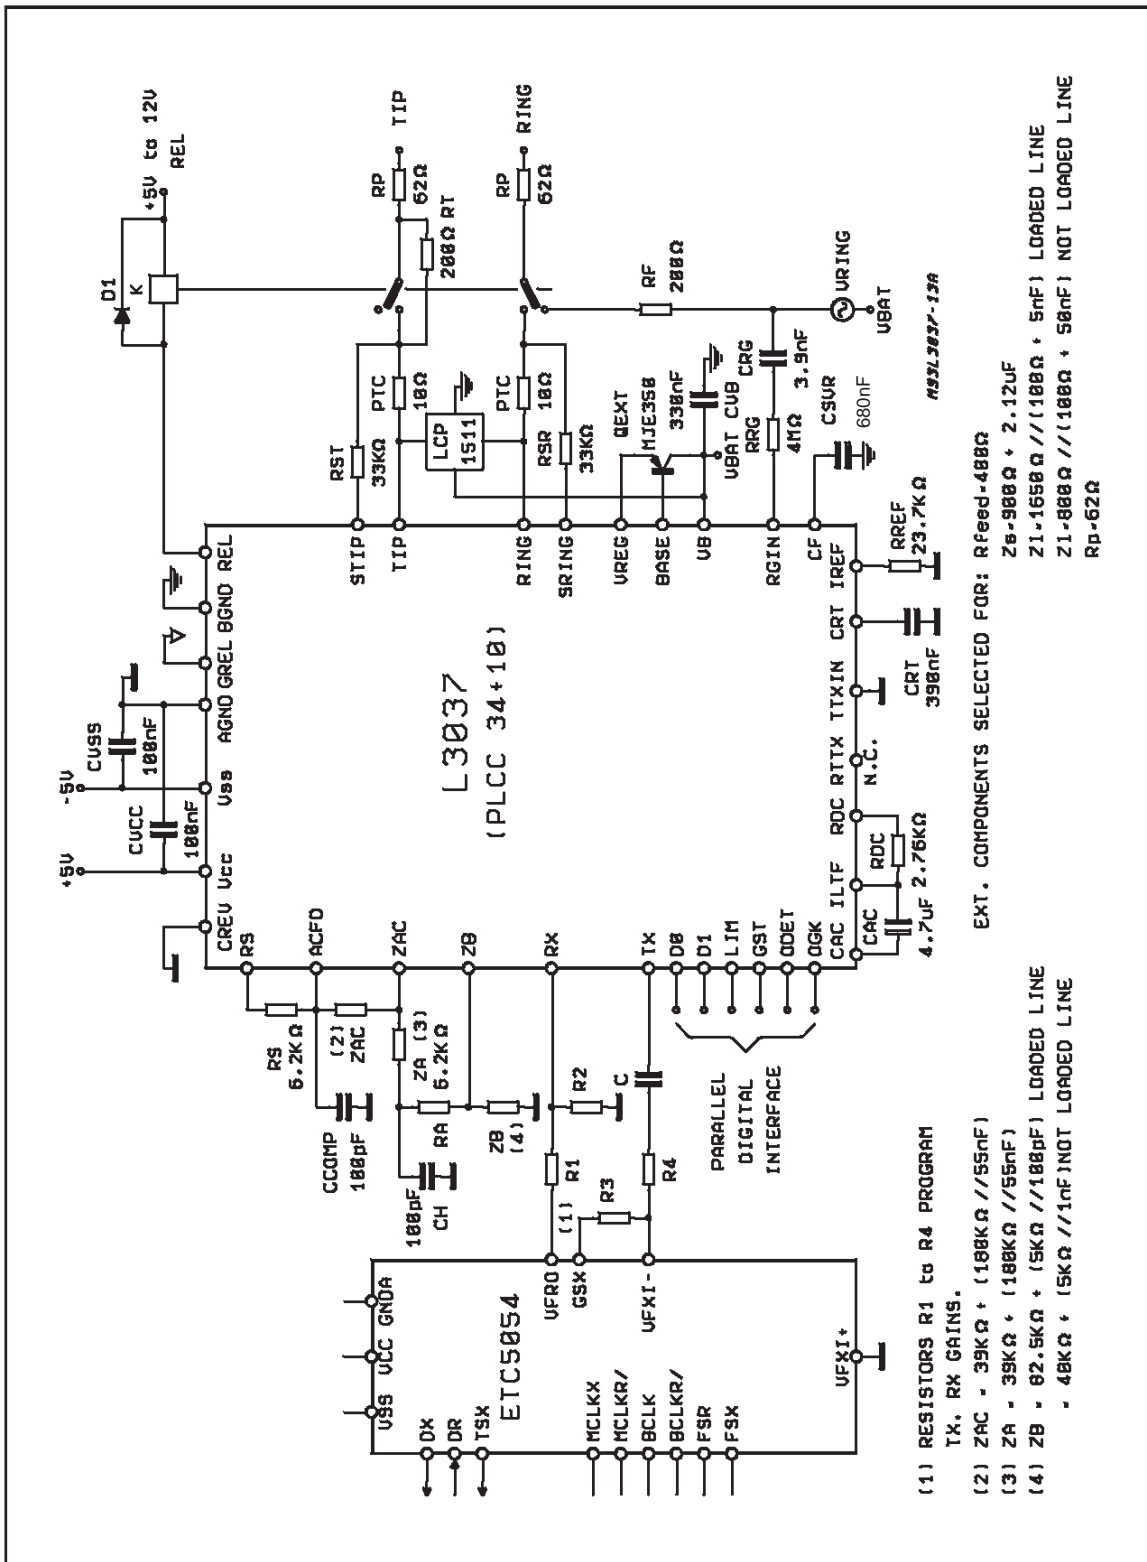 +5V to 12V
REL
D1
K
TIP
RP
62Ω
200Ω RT
RING
RP
62Ω
RF
200Ω
VRING
VBAT
RST
33KΩ
PTC
10Ω
LCP
1511
PTC
10Ω
RSR
33KΩ
QEXT
MJE350
330nF
VBAT CVB
CRG
3.9nF
RRG
4MΩ
CSVR
680nF
M93L3037-13A
-5V
+5V
CVSS
100nF
CVCC
100nF
CREV
Vcc
Vss
AGND
GREL
BGND
REL
STIP
TIP
RING
SRING
VREG
BASE
VB
RGIN
CF
L3037
(PLCC 34+10)
RS
ACFO
ZAC
ZB
RX
TX
D0
D1
LIM
GST
ODET
OGK
CAC
ILTF
RDC
RTTX
TTXIN
CRT
IREF
RREF
23.7KΩ
CRT
390nF
N.C.
RDC
2.76KΩ
CAC
4.7uF
RS
6.2KΩ
(2)
ZAC
ZA (3)
6.2KΩ
CCOMP
100pF
RA
ZB
(4)
100pF
CH
R1
R2
(1)
R3
R4
C
PARALLEL
DIGITAL
INTERFACE
VSS
VCC
GNDA
ETC5054
VFRO
GSX
VFXI-
VFXI+
DX
DR
TSX
MCLKX
MCLKR/
BCLK
BCLKR/
FSR
FSX
(1) RESISTORS R1 to R4 PROGRAM
TX, RX GAINS.
(2) ZAC = 39KΩ + (180KΩ //55nF)
(3) ZA = 39KΩ + (180KΩ //55nF)
(4) ZB = 82.5KΩ + (5KΩ //100pF) LOADED LINE
= 40KΩ + (5KΩ //1nF) NOT LOADED LINE
EXT. COMPONENTS SELECTED FOR: Rfeed=400Ω
Zs=900Ω + 2.12uF
Zl=1650Ω //(100Ω + 5nF) LOADED LINE
Zl=800Ω //(100Ω + 50nF) NOT LOADED LINE
Rp=62Ω